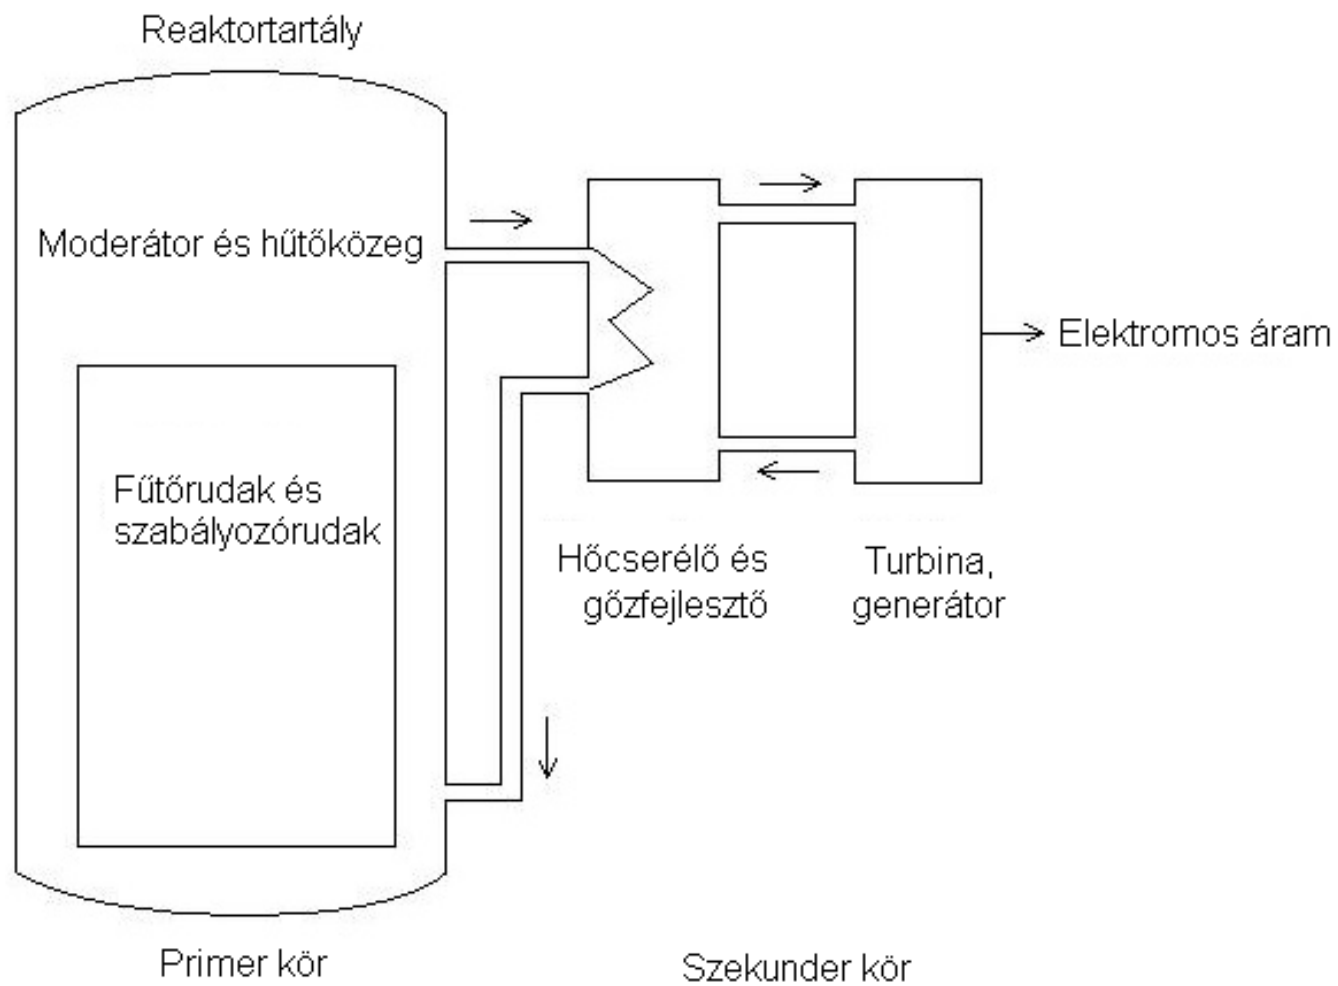 Reaktortartály
Moderátor és hűtőközeg
Fűtőrudak és
szabályozórudak
Elektromos áram
Hőcserélő és
gőzfejlesztő
Turbina,
generátor
Primer kör
Szekunder kör